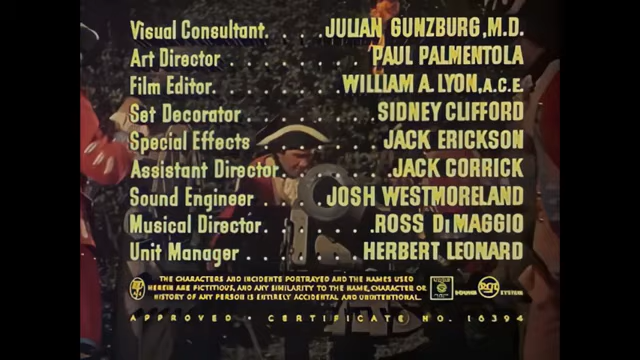 Visual Consultant. . . . . JULIAN GUNZBURG, M.D.
Art Director . . . . . . . . PAUL PALMENTOLA
Film Editor. . . . . . . WILLIAM A. LYON, A.C.E.
Set Decorator . . . . . . . . SIDNEY CLIFFORD
Special Effects . . . . . . . . JACK ERICKSON
Assistant Director. . . . . . . JACK CORRICK
Sound Engineer . . . . JOSH WESTMORELAND
Musical Director. . . . . . . . ROSS DI MAGGIO
Unit Manager . . . . . . . HERBERT LEONARD
THE CHARACTERS AND INCIDENTS PORTRAYED AND THE NAMES USED
HEREIN ARE FICTITIOUS, AND ANY SIMILARITY TO THE NAME, CHARACTER OR
HISTORY OF ANY PERSON IS ENTIRELY ACCIDENTAL AND UNINTENTIONAL.
SOUND RCA SYSTEM
APPROVED • CERTIFICATE NO. 16394